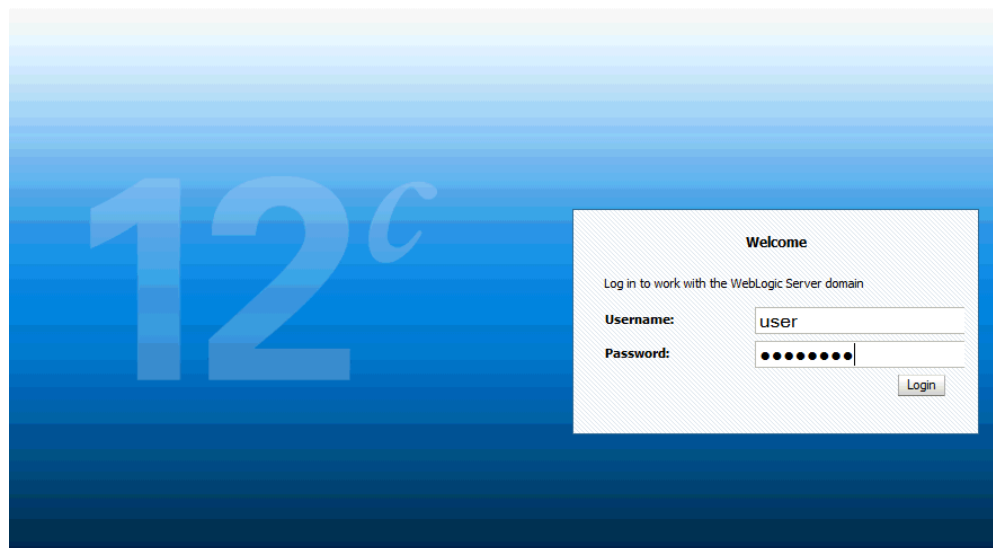 12c
Welcome
Log in to work with the WebLogic Server domain
Username: user
Password: ●●●●●●●●
Login